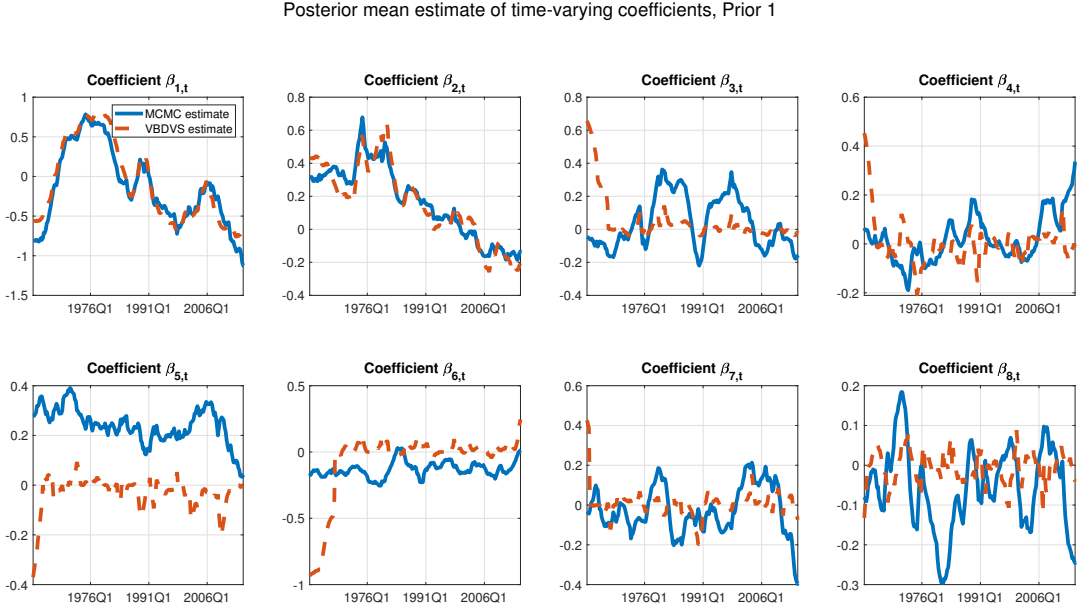 Posterior mean estimate of time-varying coefficients, Prior 1
Coefficient β1,t
1
0.5
0
-0.5
-1
-1.5
1976Q1 1991Q1 2006Q1
MCMC estimate
VBDVS estimate
Coefficient β2,t
0.8
0.6
0.4
0.2
0
-0.2
-0.4
1976Q1 1991Q1 2006Q1
Coefficient β3,t
0.8
0.6
0.4
0.2
0
-0.2
-0.4
1976Q1 1991Q1 2006Q1
Coefficient β4,t
0.6
0.4
0.2
0
-0.2
1976Q1 1991Q1 2006Q1
Coefficient β5,t
0.4
0.2
0
-0.2
-0.4
1976Q1 1991Q1 2006Q1
Coefficient β6,t
0.5
0
-0.5
-1
1976Q1 1991Q1 2006Q1
Coefficient β7,t
0.6
0.4
0.2
0
-0.2
-0.4
1976Q1 1991Q1 2006Q1
Coefficient β8,t
0.2
0.1
0
-0.1
-0.2
-0.3
1976Q1 1991Q1 2006Q1